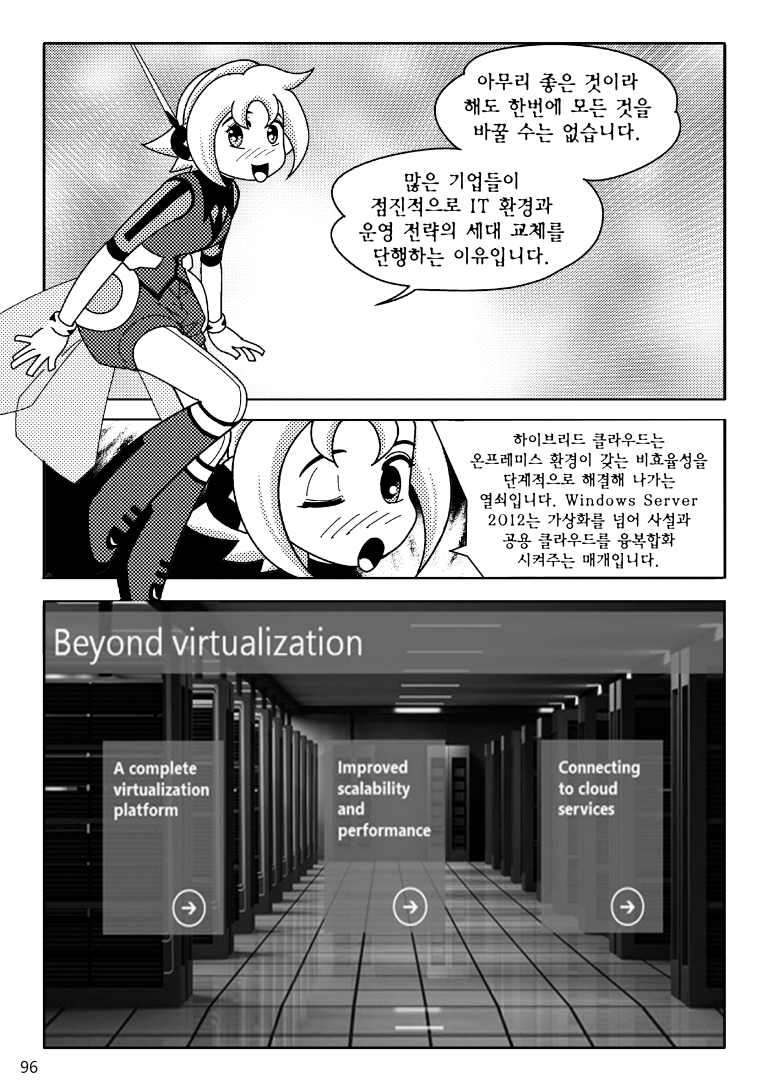 아무리 좋은 것이라
해도 한번에 모든 것을
바꿀 수는 없습니다.
많은 기업들이
점진적으로 IT 환경과
운영 전략의 세대 교체를
단행하는 이유입니다.
하이브리드 클라우드는
온프레미스 환경이 갖는 비효율성을
단계적으로 해결해 나가는
열쇠입니다. Windows Server
2012는 가상화를 넘어 사설과
공용 클라우드를 융복합화
시켜주는 매개입니다.
Beyond virtualization
A complete
virtualization
platform
Improved
scalability
and
performance
Connecting
to cloud
services
96